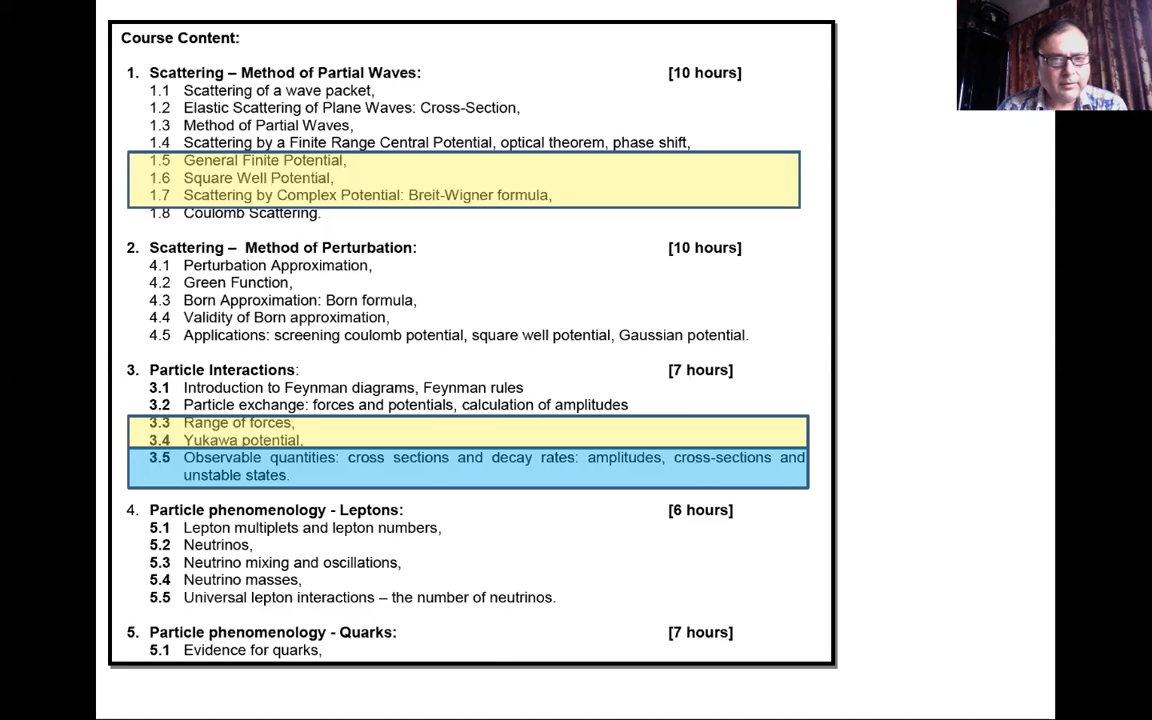 Course Content:
1. Scattering – Method of Partial Waves: [10 hours]
1.1 Scattering of a wave packet,
1.2 Elastic Scattering of Plane Waves: Cross-Section,
1.3 Method of Partial Waves,
1.4 Scattering by a Finite Range Central Potential, optical theorem, phase shift,
1.5 General Finite Potential,
1.6 Square Well Potential,
1.7 Scattering by Complex Potential: Breit-Wigner formula,
1.8 Coulomb Scattering.
2. Scattering – Method of Perturbation: [10 hours]
4.1 Perturbation Approximation,
4.2 Green Function,
4.3 Born Approximation: Born formula,
4.4 Validity of Born approximation,
4.5 Applications: screening coulomb potential, square well potential, Gaussian potential.
3. Particle Interactions: [7 hours]
3.1 Introduction to Feynman diagrams, Feynman rules
3.2 Particle exchange: forces and potentials, calculation of amplitudes
3.3 Range of forces,
3.4 Yukawa potential,
3.5 Observable quantities: cross sections and decay rates: amplitudes, cross-sections and
unstable states.
4. Particle phenomenology - Leptons: [6 hours]
5.1 Lepton multiplets and lepton numbers,
5.2 Neutrinos,
5.3 Neutrino mixing and oscillations,
5.4 Neutrino masses,
5.5 Universal lepton interactions – the number of neutrinos.
5. Particle phenomenology - Quarks: [7 hours]
5.1 Evidence for quarks,